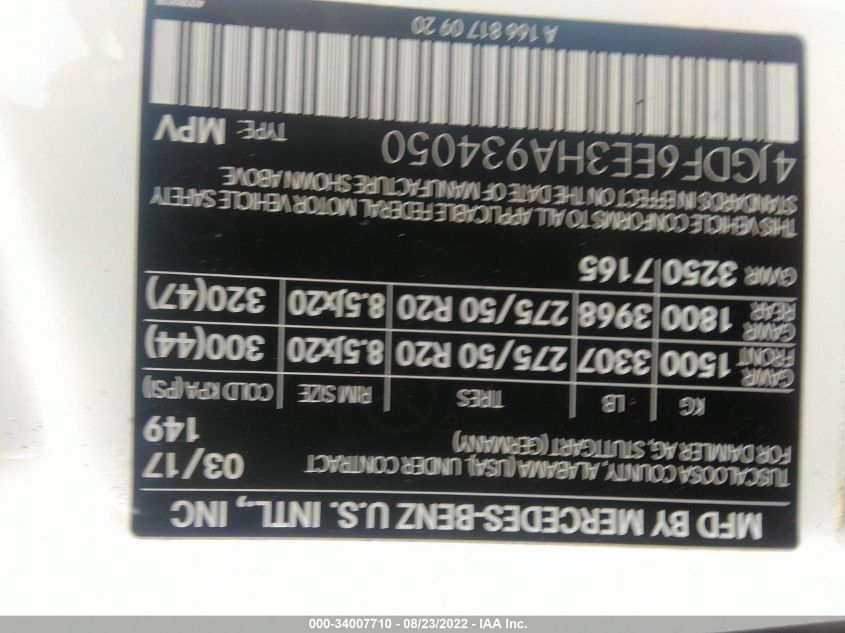 MFD BY MERCEDES-BENZ U.S. INTL., INC
TUSCALOOSA COUNTY, ALABAMA (USA), UNDER CONTRACT
FOR DAIMLER AG, STUTTGART (GERMANY)
03/17
149
KG LB TIRES RIM SIZE COLD KPA(PSI)
GAWR FRONT 1500 3307 275/50 R20 8.5Jx20 300(44)
GAWR REAR 1800 3968 275/50 R20 8.5Jx20 320(47)
GVWR 3250 7165
THIS VEHICLE CONFORMS TO ALL APPLICABLE FEDERAL MOTOR VEHICLE SAFETY
STANDARDS IN EFFECT ON THE DATE OF MANUFACTURE SHOWN ABOVE
4JGDF6EE3HA934050 TYPE: MPV
A 166 817 09 20
000-34007710 - 08/23/2022 - IAA Inc.